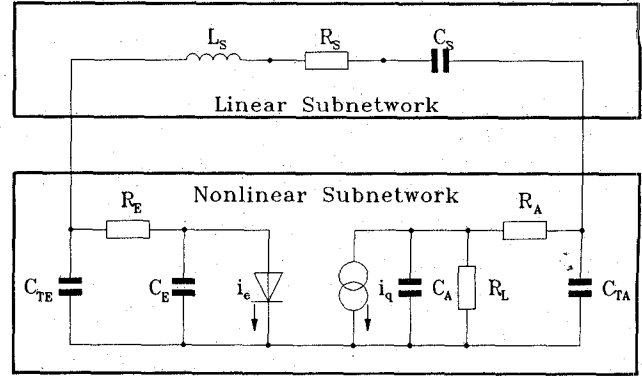 L_S R_S C_S
Linear Subnetwork
Nonlinear Subnetwork
R_E R_A
C_TE C_E i_e i_q C_A R_L C_TA